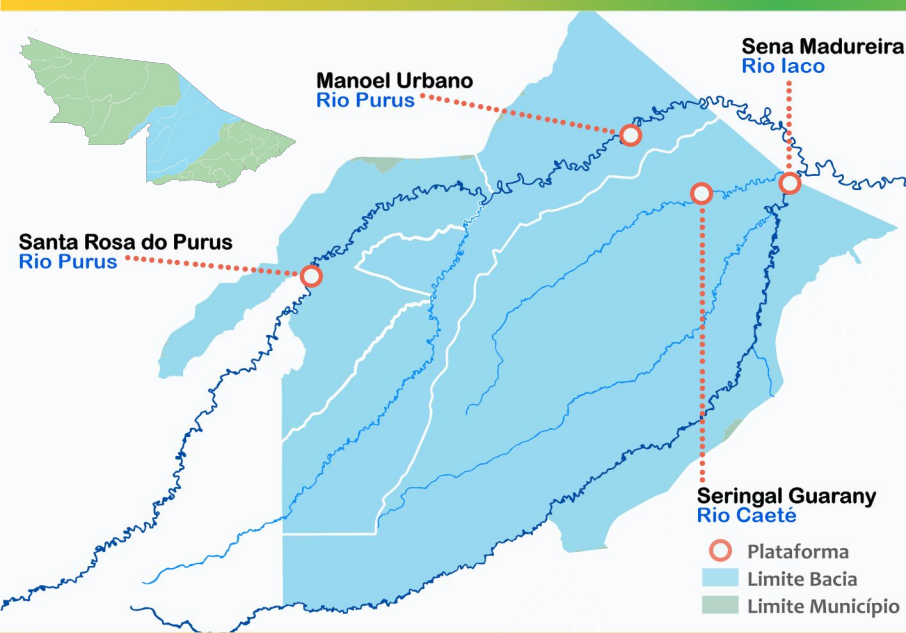 Sena Madureira
Rio Iaco
Manoel Urbano
Rio Purus
Santa Rosa do Purus
Rio Purus
Seringal Guarany
Rio Caeté
Plataforma
Limite Bacia
Limite Município